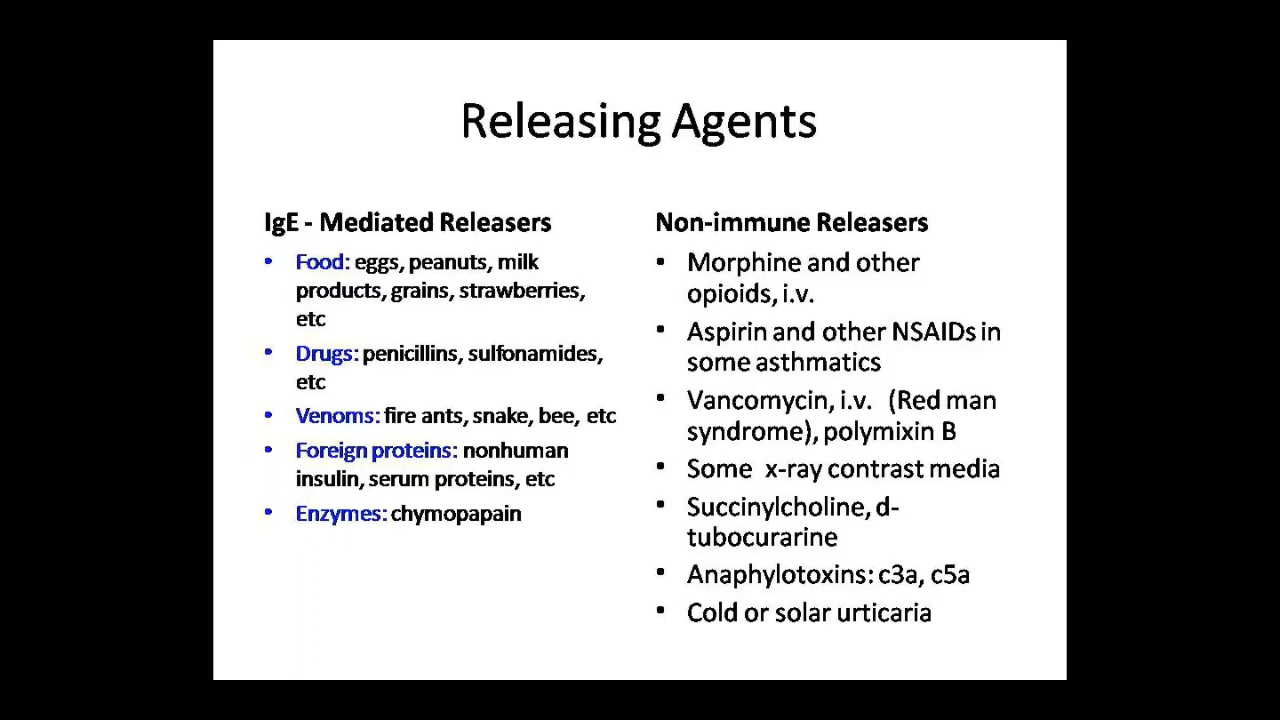 Releasing Agents
IgE - Mediated Releasers
• Food: eggs, peanuts, milk
products, grains, strawberries,
etc
• Drugs: penicillins, sulfonamides,
etc
• Venoms: fire ants, snake, bee, etc
• Foreign proteins: nonhuman
insulin, serum proteins, etc
• Enzymes: chymopapain
Non-immune Releasers
• Morphine and other
opioids, i.v.
• Aspirin and other NSAIDs in
some asthmatics
• Vancomycin, i.v. (Red man
syndrome), polymixin B
• Some x-ray contrast media
• Succinylcholine, d-
tubocurarine
• Anaphylotoxins: c3a, c5a
• Cold or solar urticaria